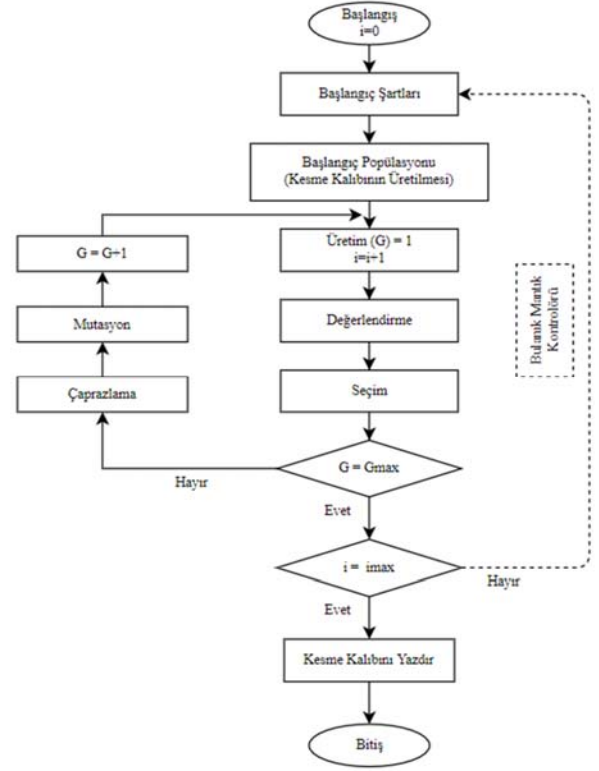 Başlangış
i=0
Başlangıç Şartları
Başlangıç Popülasyonu
(Kesme Kalıbının Üretilmesi)
G = G+1
Üretim (G) = 1
i=i+1
Mutasyon
Değerlendirme
Bulanık Mantık
Kontrolörü
Çaprazlama
Seçim
G = Gmax
Hayır
Evet
i = imax
Hayır
Evet
Kesme Kalıbını Yazdır
Bitiş